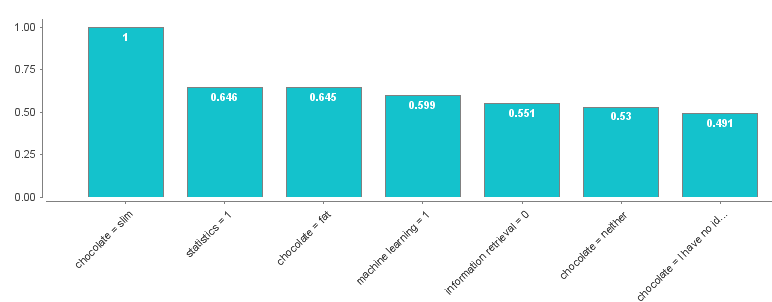 1.00
0.75
0.50
0.25
0.00
1
0.646
0.645
0.599
0.551
0.53
0.491
chocolate = slim
statistics = 1
chocolate = fat
machine learning = 1
information retrieval = 0
chocolate = neither
chocolate = I have no id...